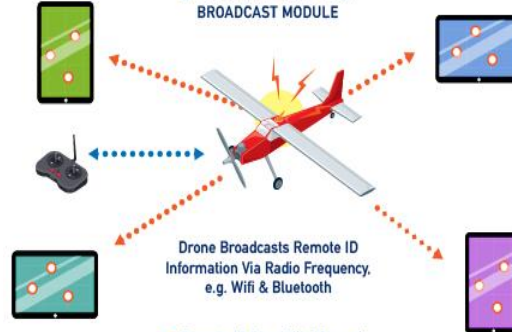 BROADCAST MODULE
Drone Broadcasts Remote ID
Information Via Radio Frequency,
e.g. Wifi & Bluetooth